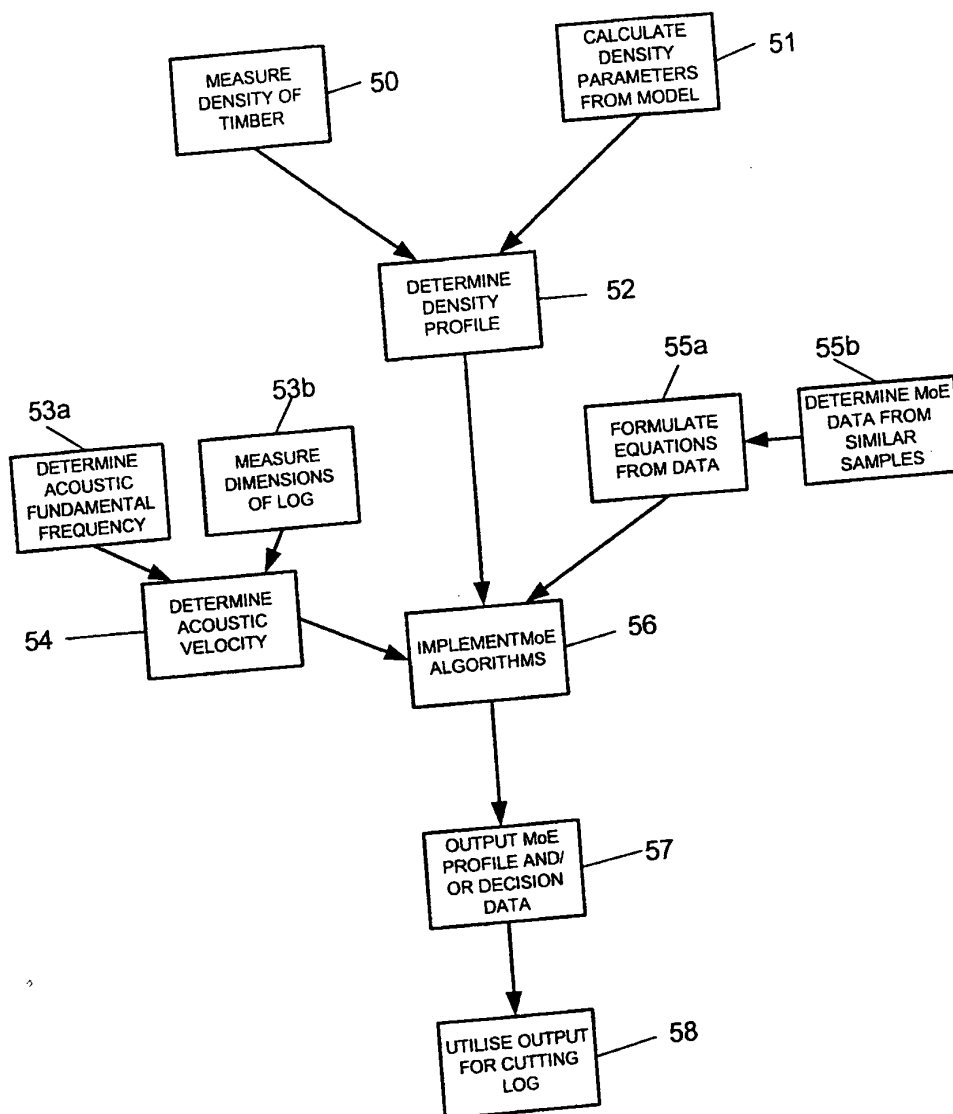 MEASURE
DENSITY OF
TIMBER
50
CALCULATE
DENSITY
PARAMETERS
FROM MODEL
51
DETERMINE
DENSITY
PROFILE
52
53a
DETERMINE
ACOUSTIC
FUNDAMENTAL
FREQUENCY
53b
MEASURE
DIMENSIONS
OF LOG
55a
FORMULATE
EQUATIONS
FROM DATA
55b
DETERMINE MoE
DATA FROM
SIMILAR
SAMPLES
54
DETERMINE
ACOUSTIC
VELOCITY
IMPLEMENTMoE
ALGORITHMS
56
OUTPUT MoE
PROFILE AND/
OR DECISION
DATA
57
UTILISE OUTPUT
FOR CUTTING
LOG
58